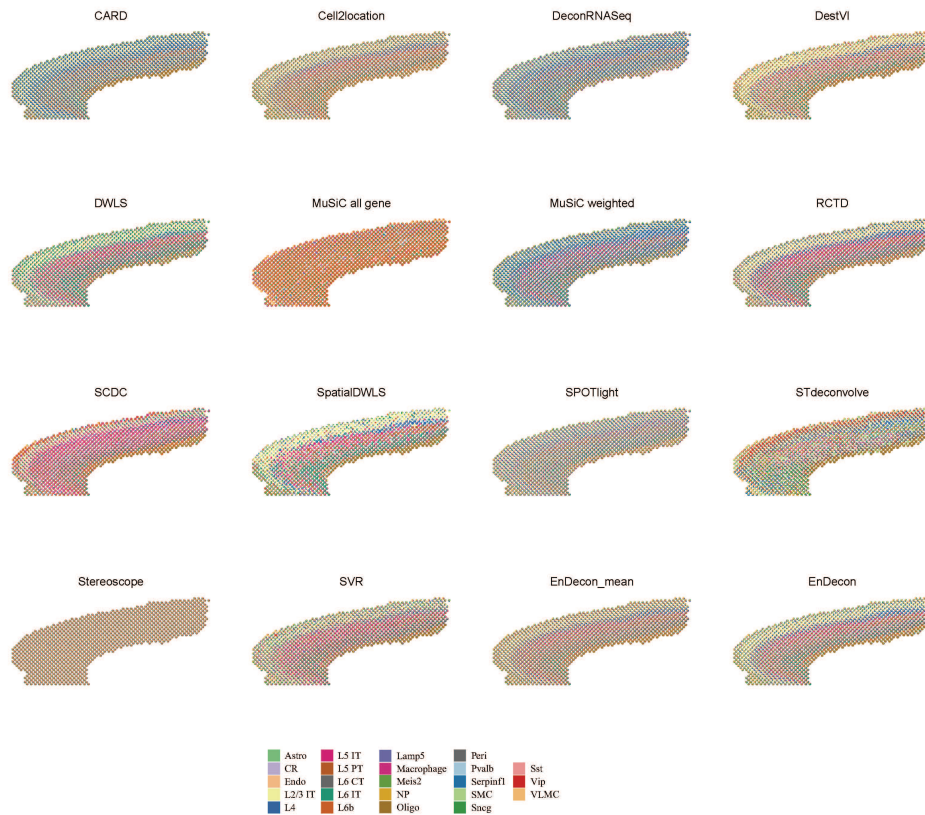 CARD Cell2location DeconRNASeq DestVI
DWLS MuSiC all gene MuSiC weighted RCTD
SCDC SpatialDWLS SPOTlight STdeconvolve
Stereoscope SVR EnDecon_mean EnDecon
Astro L5 IT Lamp5 Peri
CR L5 PT Macrophage Pvalb Sst
Endo L6 CT Meis2 Serpinf1 Vip
L2/3 IT L6 IT NP SMC VLMC
L4 L6b Oligo Sncg